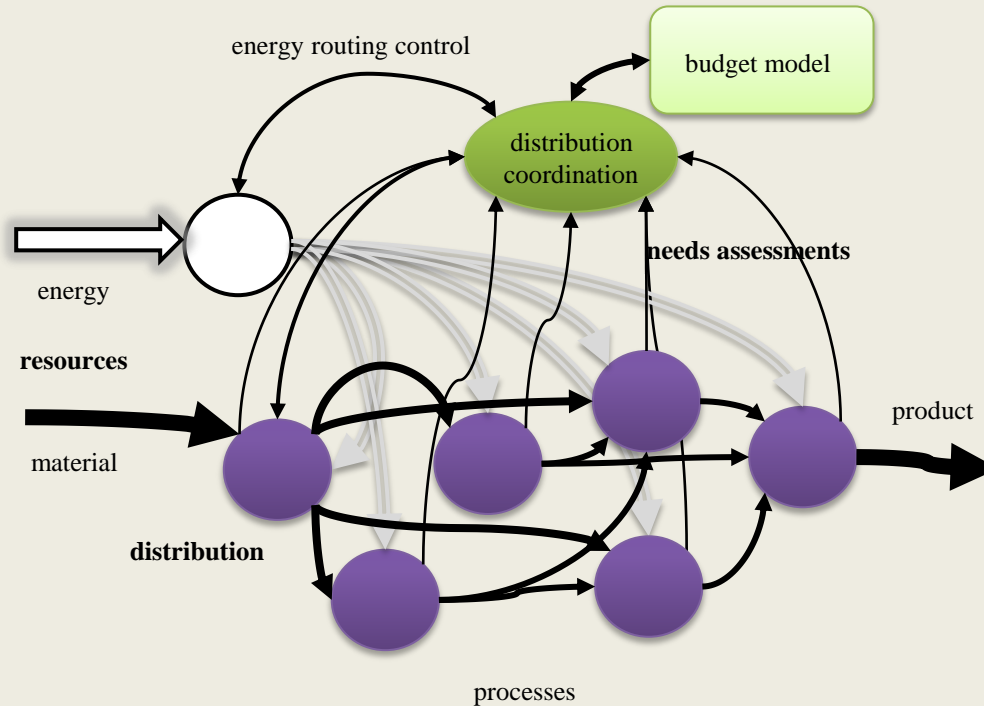 energy routing control
budget model
distribution
coordination
needs assessments
energy
resources
product
material
distribution
processes